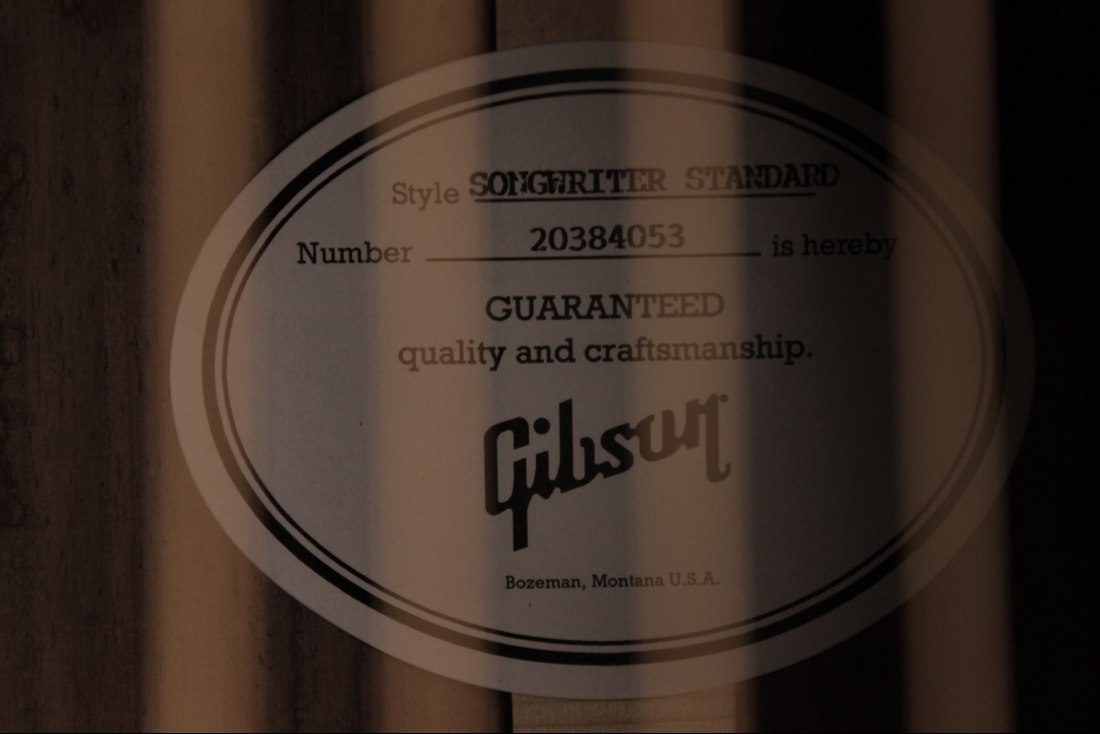 Style SONGWRITER STANDARD
Number 20384053 is hereby
GUARANTEED
quality and craftsmanship.
Gibson
Bozeman, Montana U.S.A.